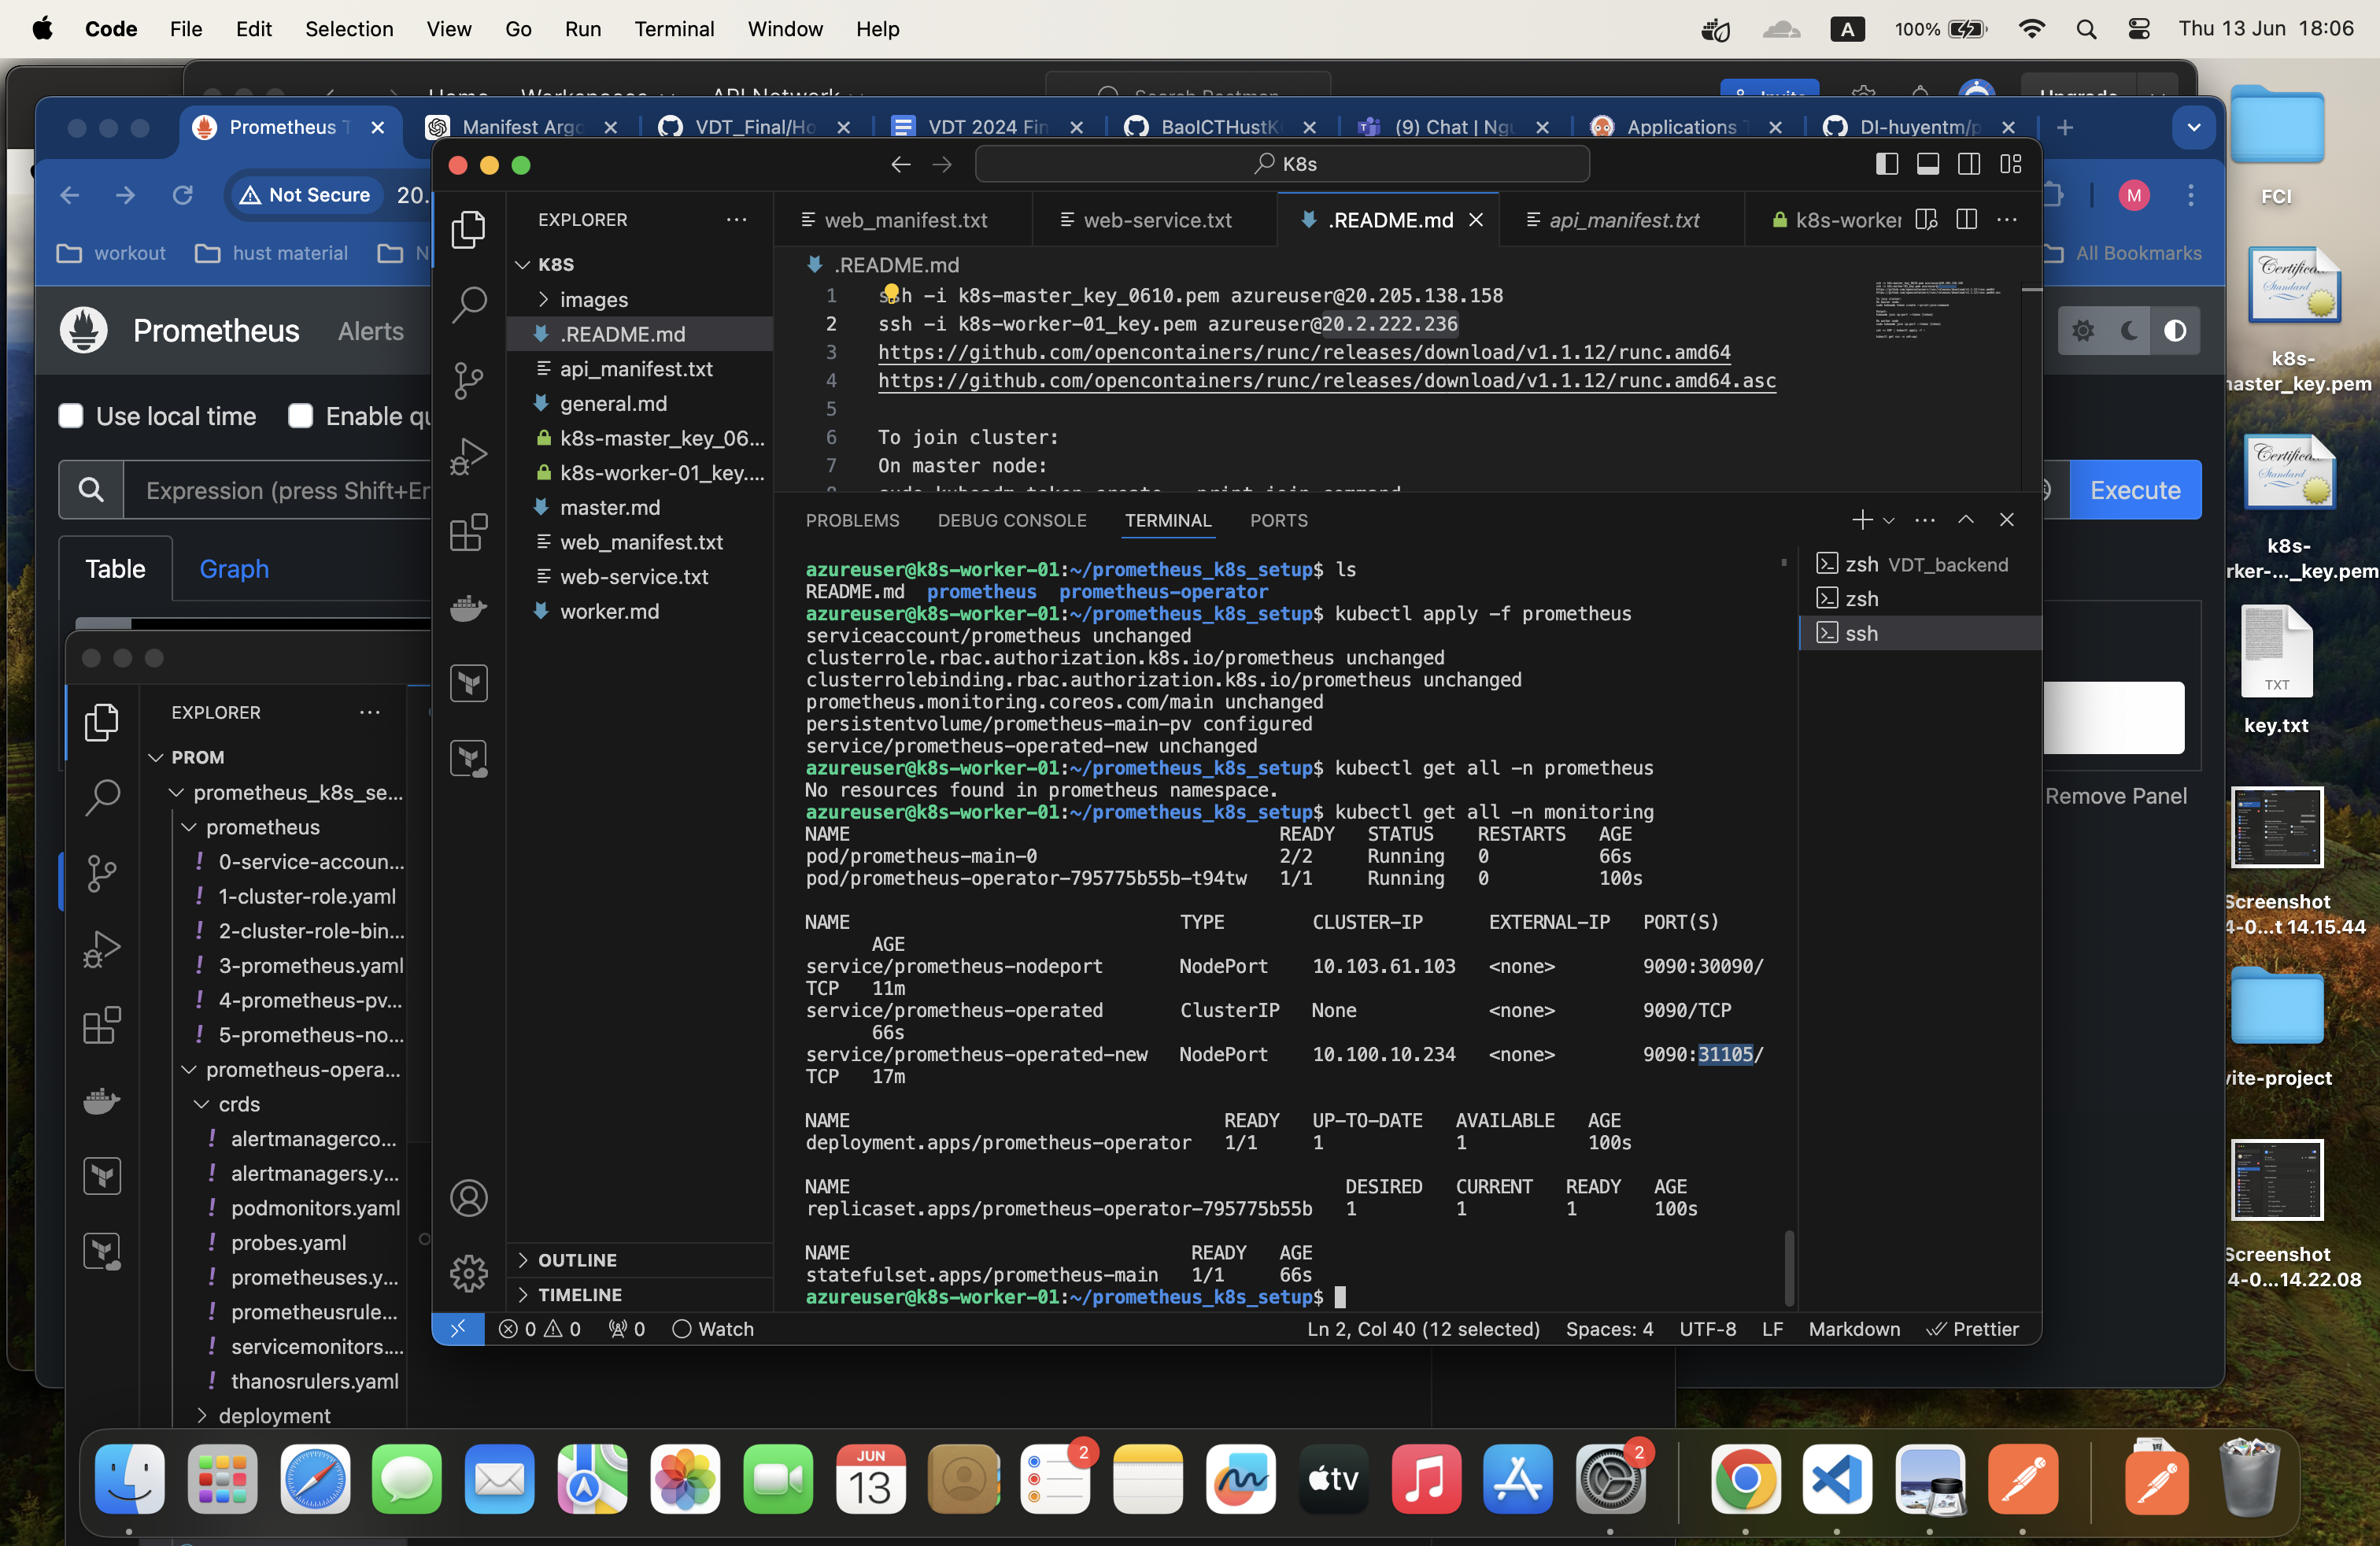 Code File Edit Selection View Go Run Terminal Window Help
A 100% Thu 13 Jun 18:06
Home Workspaces API Network Search Postman Invite Upgrade
Prometheus T
Manifest Argo
VDT_Final/Ho
VDT 2024 Fin
BaoICTHustK
(9) Chat | Ngu
Applications T
DI-huyentm/p
Not Secure 20.
M
workout
hust material
N
All Bookmarks
Prometheus Alerts
Use local time
Enable qu
Expression (press Shift+Er
Execute
Table
Graph
Remove Panel
K8s
EXPLORER
K8S
images
.README.md
api_manifest.txt
general.md
k8s-master_key_06...
k8s-worker-01_key....
master.md
web_manifest.txt
web-service.txt
worker.md
OUTLINE
TIMELINE
web_manifest.txt
web-service.txt
.README.md
api_manifest.txt
k8s-worker
.README.md
1 ssh -i k8s-master_key_0610.pem azureuser@20.205.138.158
2 ssh -i k8s-worker-01_key.pem azureuser@20.2.222.236
3 https://github.com/opencontainers/runc/releases/download/v1.1.12/runc.amd64
4 https://github.com/opencontainers/runc/releases/download/v1.1.12/runc.amd64.asc
5
6 To join cluster:
7 On master node:
8 sudo kubeadm token create --print-join-command
PROBLEMS DEBUG CONSOLE TERMINAL PORTS
azureuser@k8s-worker-01:~/prometheus_k8s_setup$ ls
README.md prometheus prometheus-operator
azureuser@k8s-worker-01:~/prometheus_k8s_setup$ kubectl apply -f prometheus
serviceaccount/prometheus unchanged
clusterrole.rbac.authorization.k8s.io/prometheus unchanged
clusterrolebinding.rbac.authorization.k8s.io/prometheus unchanged
prometheus.monitoring.coreos.com/main unchanged
persistentvolume/prometheus-main-pv configured
service/prometheus-operated-new unchanged
azureuser@k8s-worker-01:~/prometheus_k8s_setup$ kubectl get all -n prometheus
No resources found in prometheus namespace.
azureuser@k8s-worker-01:~/prometheus_k8s_setup$ kubectl get all -n monitoring
NAME READY STATUS RESTARTS AGE
pod/prometheus-main-0 2/2 Running 0 66s
pod/prometheus-operator-795775b55b-t94tw 1/1 Running 0 100s
NAME TYPE CLUSTER-IP EXTERNAL-IP PORT(S)
AGE
service/prometheus-nodeport NodePort 10.103.61.103 <none> 9090:30090/
TCP 11m
service/prometheus-operated ClusterIP None <none> 9090/TCP
66s
service/prometheus-operated-new NodePort 10.100.10.234 <none> 9090:31105/
TCP 17m
NAME READY UP-TO-DATE AVAILABLE AGE
deployment.apps/prometheus-operator 1/1 1 1 100s
NAME DESIRED CURRENT READY AGE
replicaset.apps/prometheus-operator-795775b55b 1 1 1 100s
NAME READY AGE
statefulset.apps/prometheus-main 1/1 66s
azureuser@k8s-worker-01:~/prometheus_k8s_setup$
zsh VDT_backend
zsh
ssh
0 0 0 Watch
Ln 2, Col 40 (12 selected) Spaces: 4 UTF-8 LF Markdown Prettier
EXPLORER
PROM
prometheus_k8s_se...
prometheus
! 0-service-accoun...
! 1-cluster-role.yaml
! 2-cluster-role-bin...
! 3-prometheus.yaml
! 4-prometheus-pv...
! 5-prometheus-no...
prometheus-opera...
crds
! alertmanagerco...
! alertmanagers.y...
! podmonitors.yaml
! probes.yaml
! prometheuses.y...
! prometheusrule...
! servicemonitors....
! thanosrulers.yaml
deployment
FCI
k8s-
master_key.pem
k8s-
rker-..._key.pem
TXT
key.txt
Screenshot
4-0...t 14.15.44
vite-project
Screenshot
4-0...14.22.08
JUN
13
2
tv
2